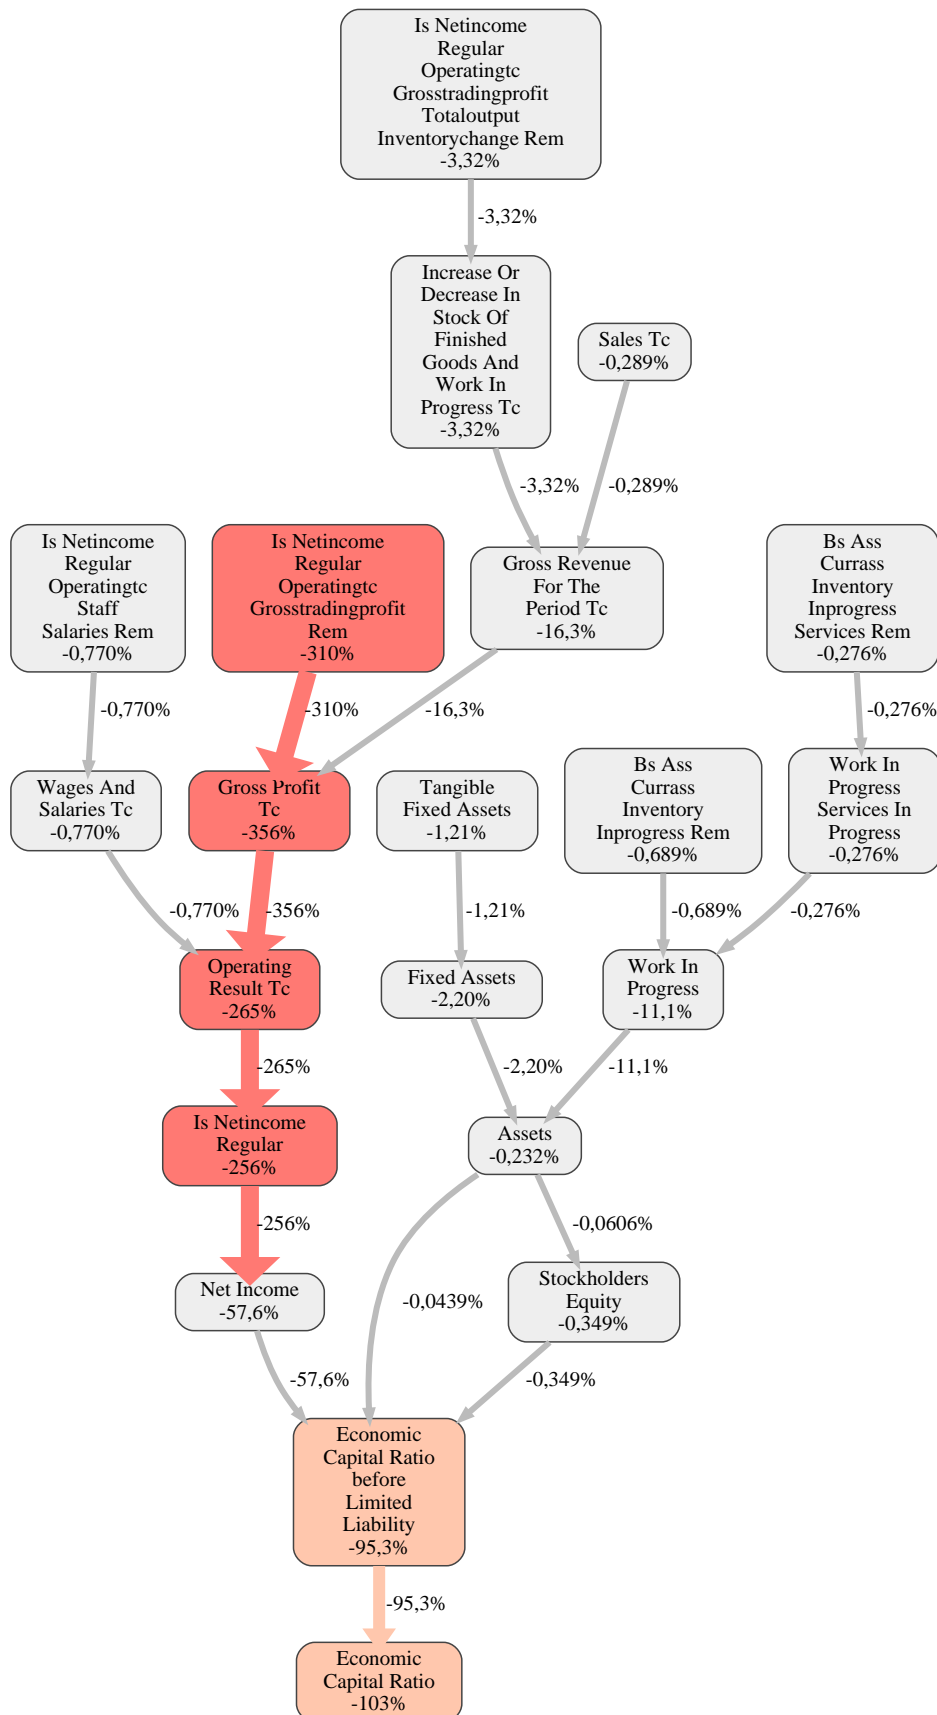 Is Netincome
Regular
Operatingtc
Grosstradingprofit
Totaloutput
Inventorychange Rem
-3,32%
-3,32%
Increase Or
Decrease In
Stock Of
Finished
Goods And
Work In
Progress Tc
-3,32%
Sales Tc
-0,289%
-3,32%
-0,289%
Is Netincome
Regular
Operatingtc
Staff
Salaries Rem
-0,770%
Is Netincome
Regular
Operatingtc
Grosstradingprofit
Rem
-310%
Gross Revenue
For The
Period Tc
-16,3%
Bs Ass
Currass
Inventory
Inprogress
Services Rem
-0,276%
-0,770%
-310%
-16,3%
-0,276%
Wages And
Salaries Tc
-0,770%
Gross Profit
Tc
-356%
Tangible
Fixed Assets
-1,21%
Bs Ass
Currass
Inventory
Inprogress Rem
-0,689%
Work In
Progress
Services In
Progress
-0,276%
-0,770%
-356%
-1,21%
-0,689%
-0,276%
Operating
Result Tc
-265%
Fixed Assets
-2,20%
Work In
Progress
-11,1%
-265%
-2,20%
-11,1%
Is Netincome
Regular
-256%
Assets
-0,232%
-256%
-0,0606%
Net Income
-57,6%
-0,0439%
Stockholders
Equity
-0,349%
-57,6%
-0,349%
Economic
Capital Ratio
before
Limited
Liability
-95,3%
-95,3%
Economic
Capital Ratio
-103%